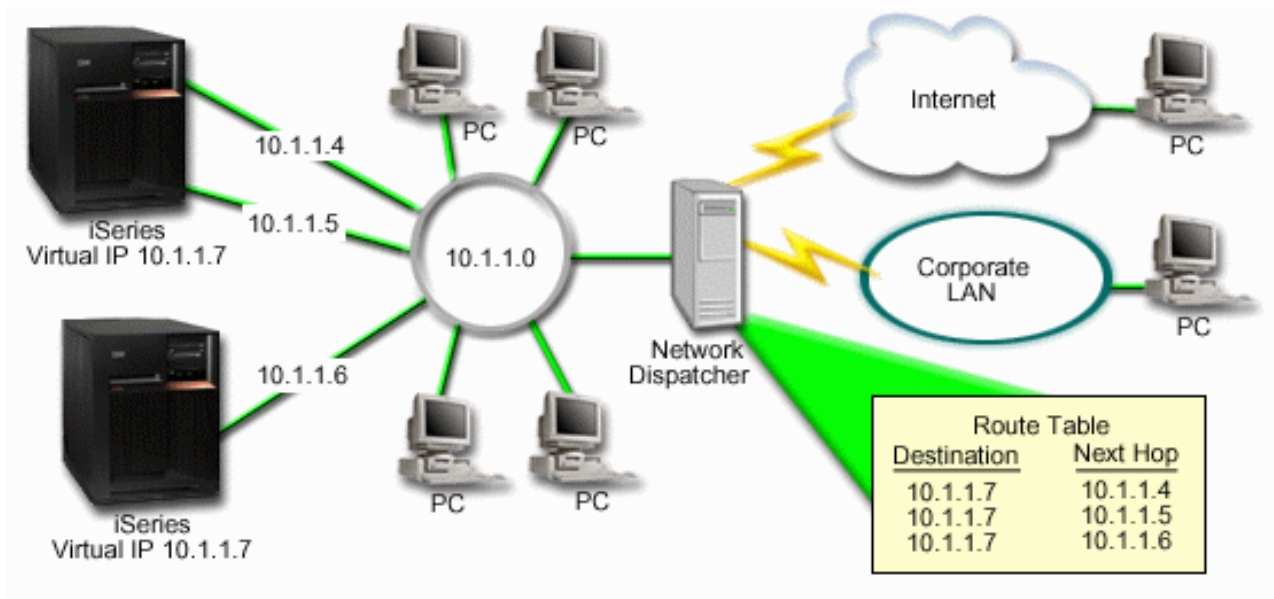 10.1.1.4
10.1.1.5
iSeries
Virtual IP 10.1.1.7
10.1.1.6
iSeries
Virtual IP 10.1.1.7
PC
PC
10.1.1.0
PC
PC
Network
Dispatcher
Internet
PC
Corporate
LAN
PC
Route Table
Destination Next Hop
10.1.1.7 10.1.1.4
10.1.1.7 10.1.1.5
10.1.1.7 10.1.1.6